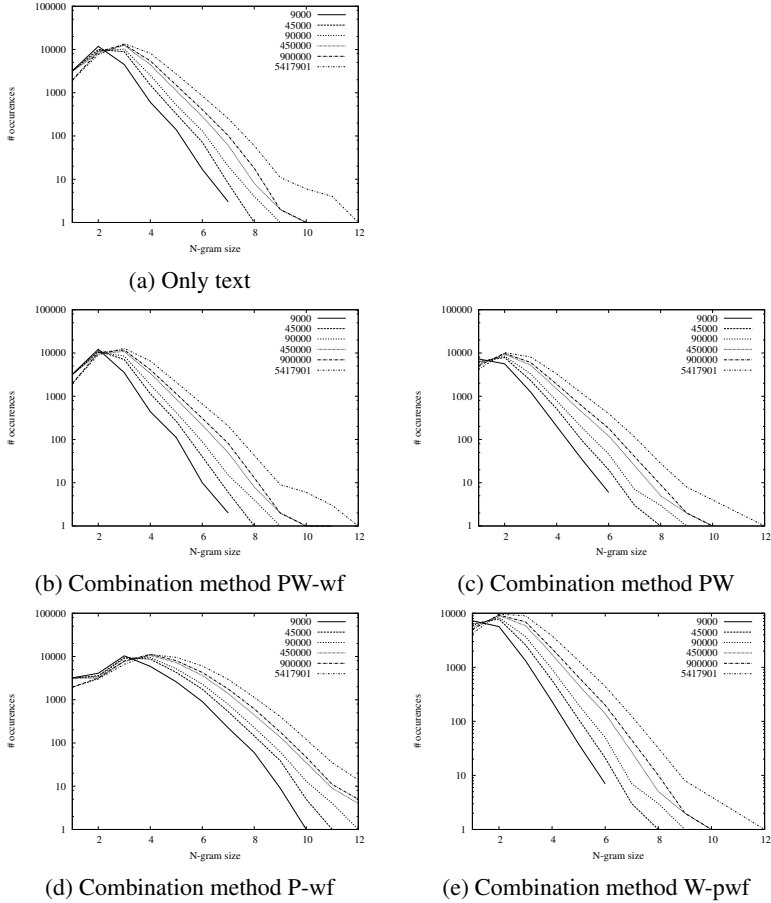 100000
10000
1000
100
10
1
# occurences
2 4 6 8 10 12
N-gram size
9000
45000
90000
450000
900000
5417901
(a) Only text
100000
10000
1000
100
10
1
# occurences
2 4 6 8 10 12
N-gram size
9000
45000
90000
450000
900000
5417901
(b) Combination method PW-wf
100000
10000
1000
100
10
1
# occurences
2 4 6 8 10 12
N-gram size
9000
45000
90000
450000
900000
5417901
(c) Combination method PW
100000
10000
1000
100
10
1
# occurences
2 4 6 8 10 12
N-gram size
9000
45000
90000
450000
900000
5417901
(d) Combination method P-wf
10000
1000
100
10
1
# occurences
2 4 6 8 10 12
N-gram size
9000
45000
90000
450000
900000
5417901
(e) Combination method W-pwf